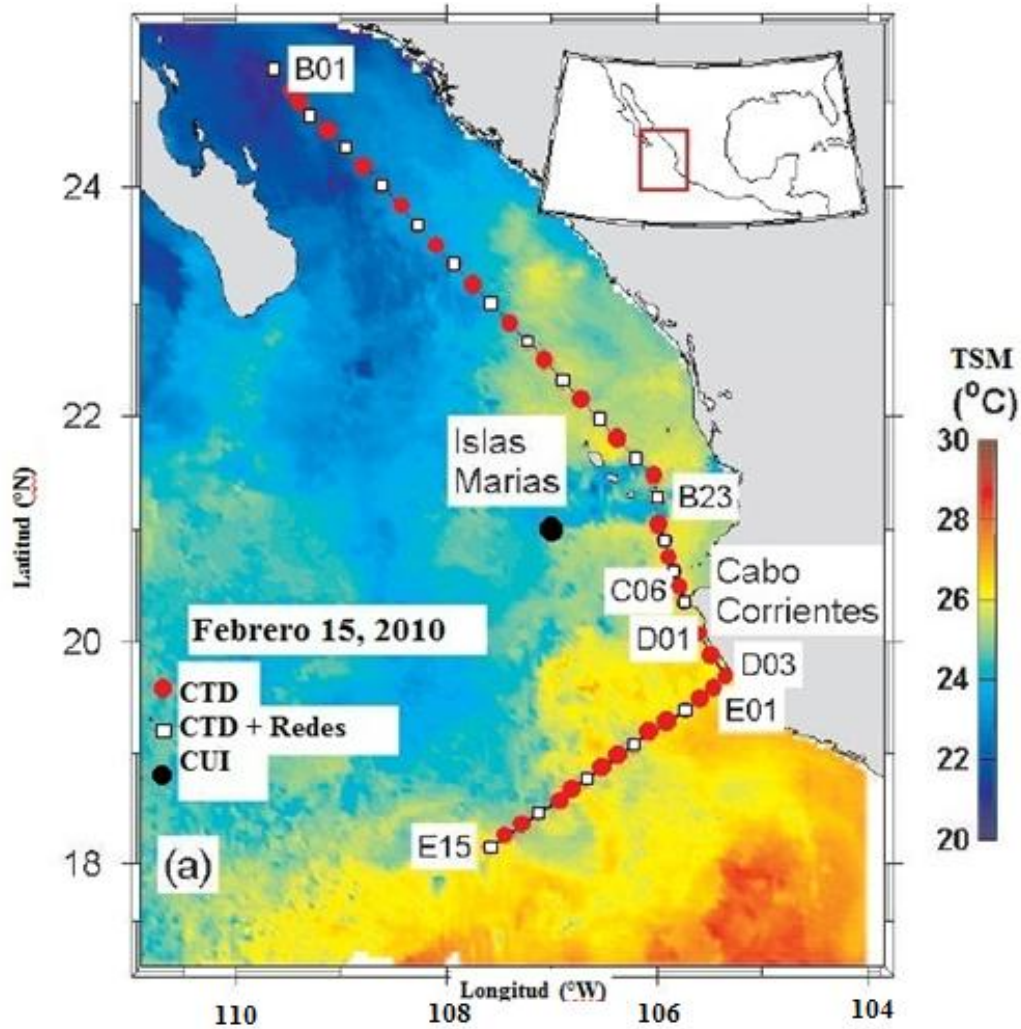 B01
24
22
Islas
Marias
B23
Cabo
Corrientes
C06
D01
D03
E01
E15
20
18
Latitud (°N)
Febrero 15, 2010
CTD
CTD + Redes
CUI
(a)
Longitud (°W)
110
108
106
104
TSM
(°C)
30
28
26
24
22
20